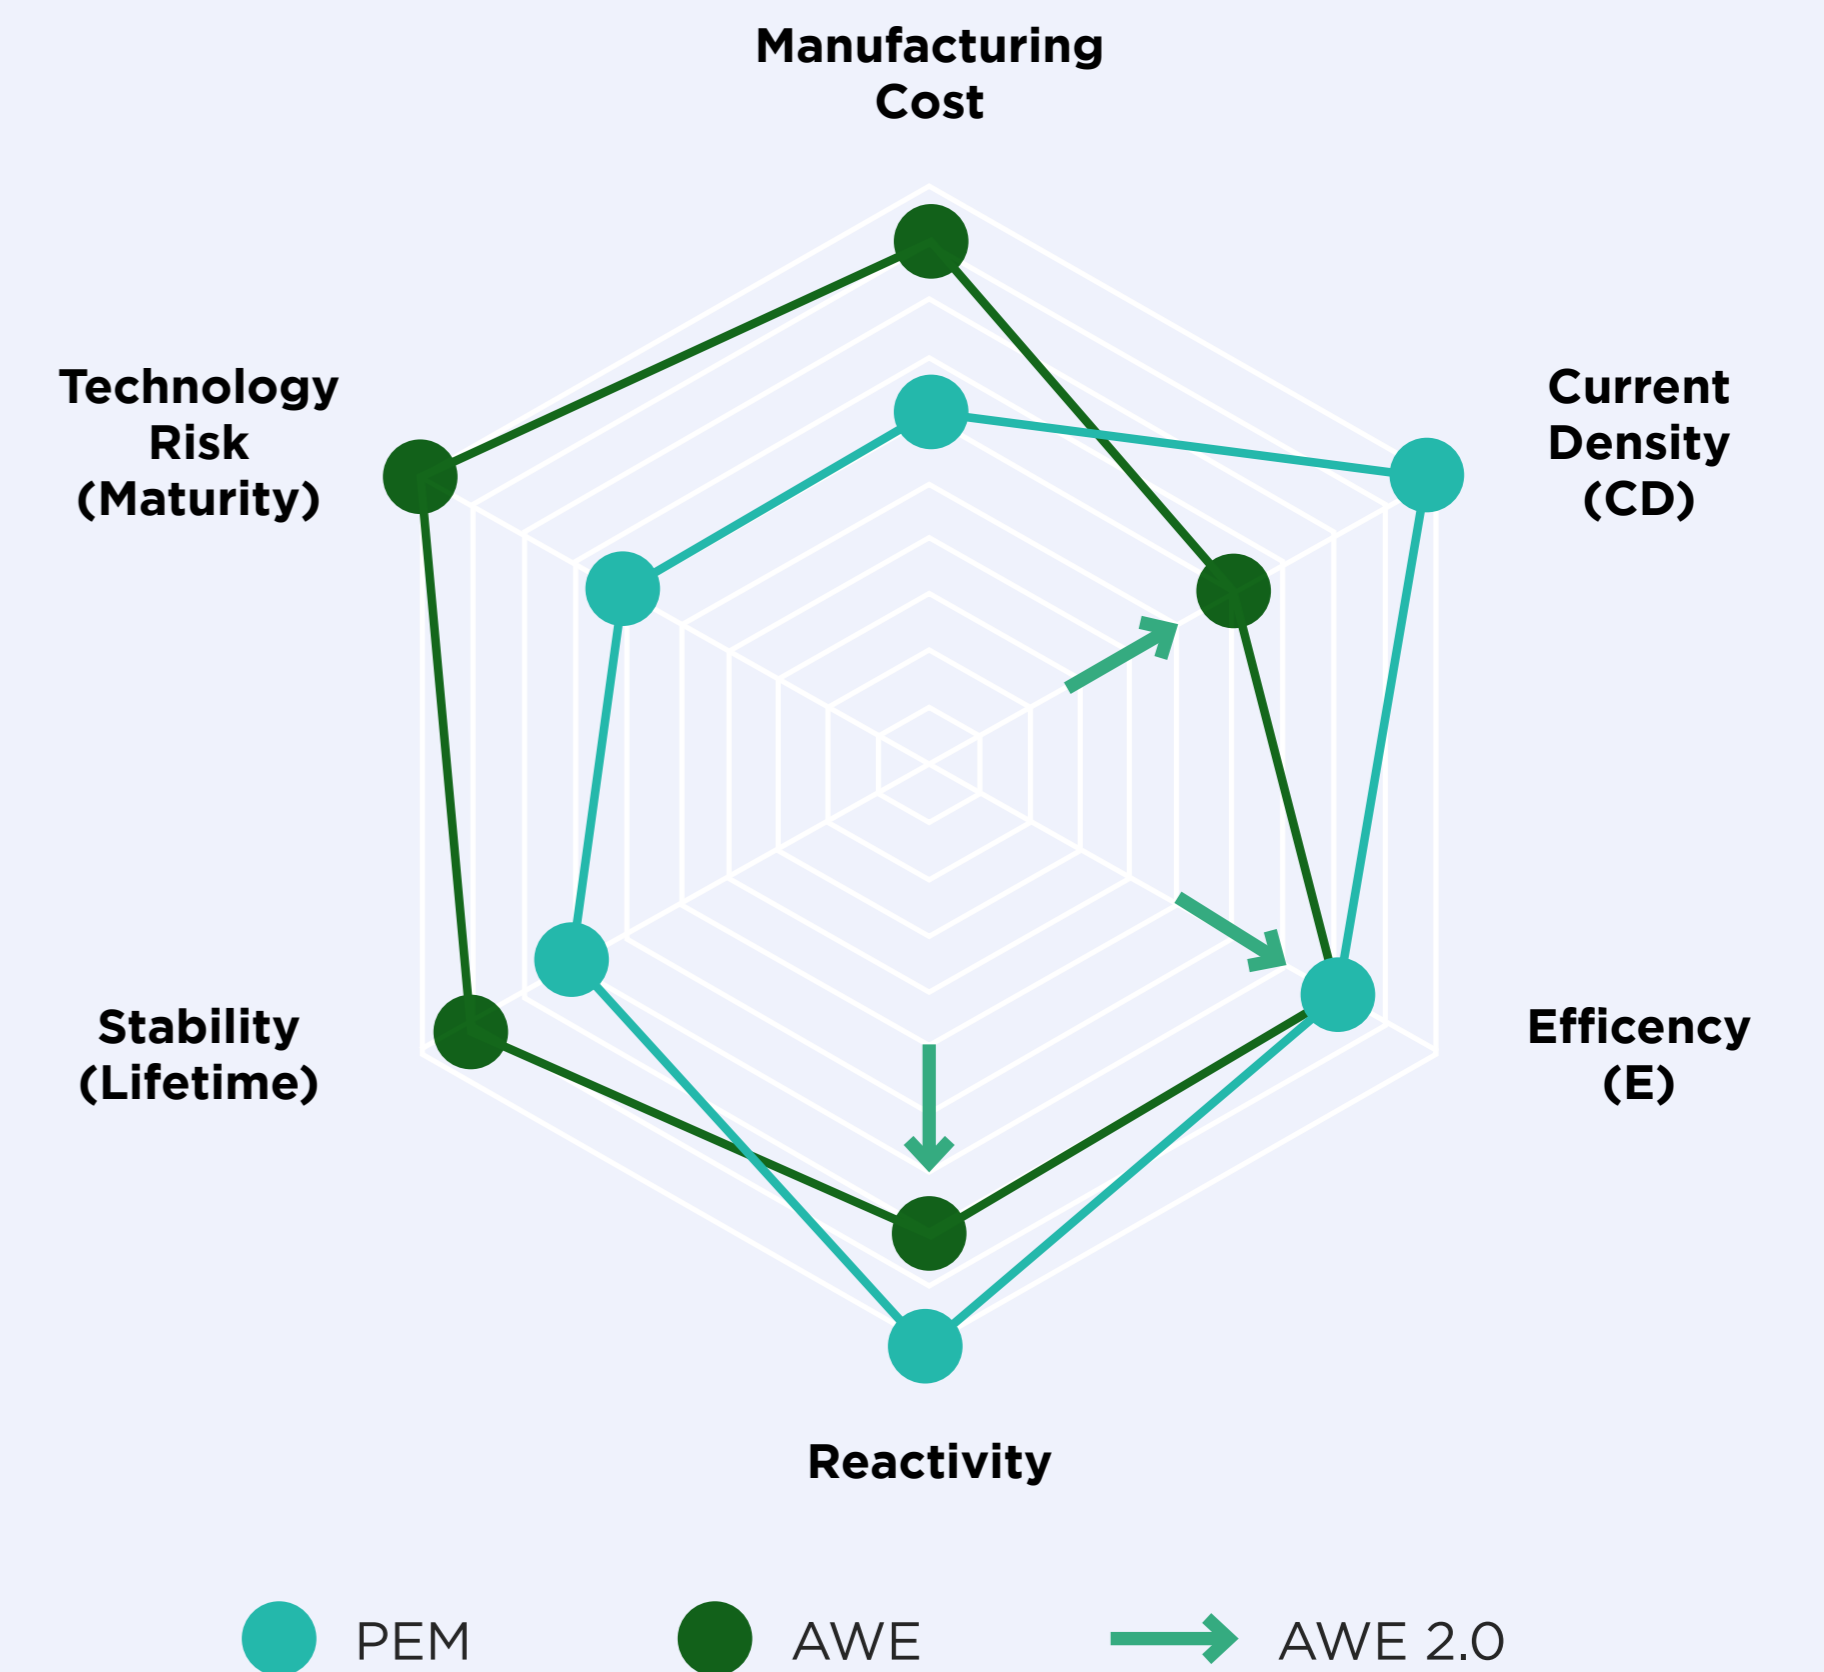 Manufacturing
Cost
Technology
Risk
(Maturity)
Current
Density
(CD)
Stability
(Lifetime)
Efficency
(E)
Reactivity
PEM
AWE
AWE 2.0